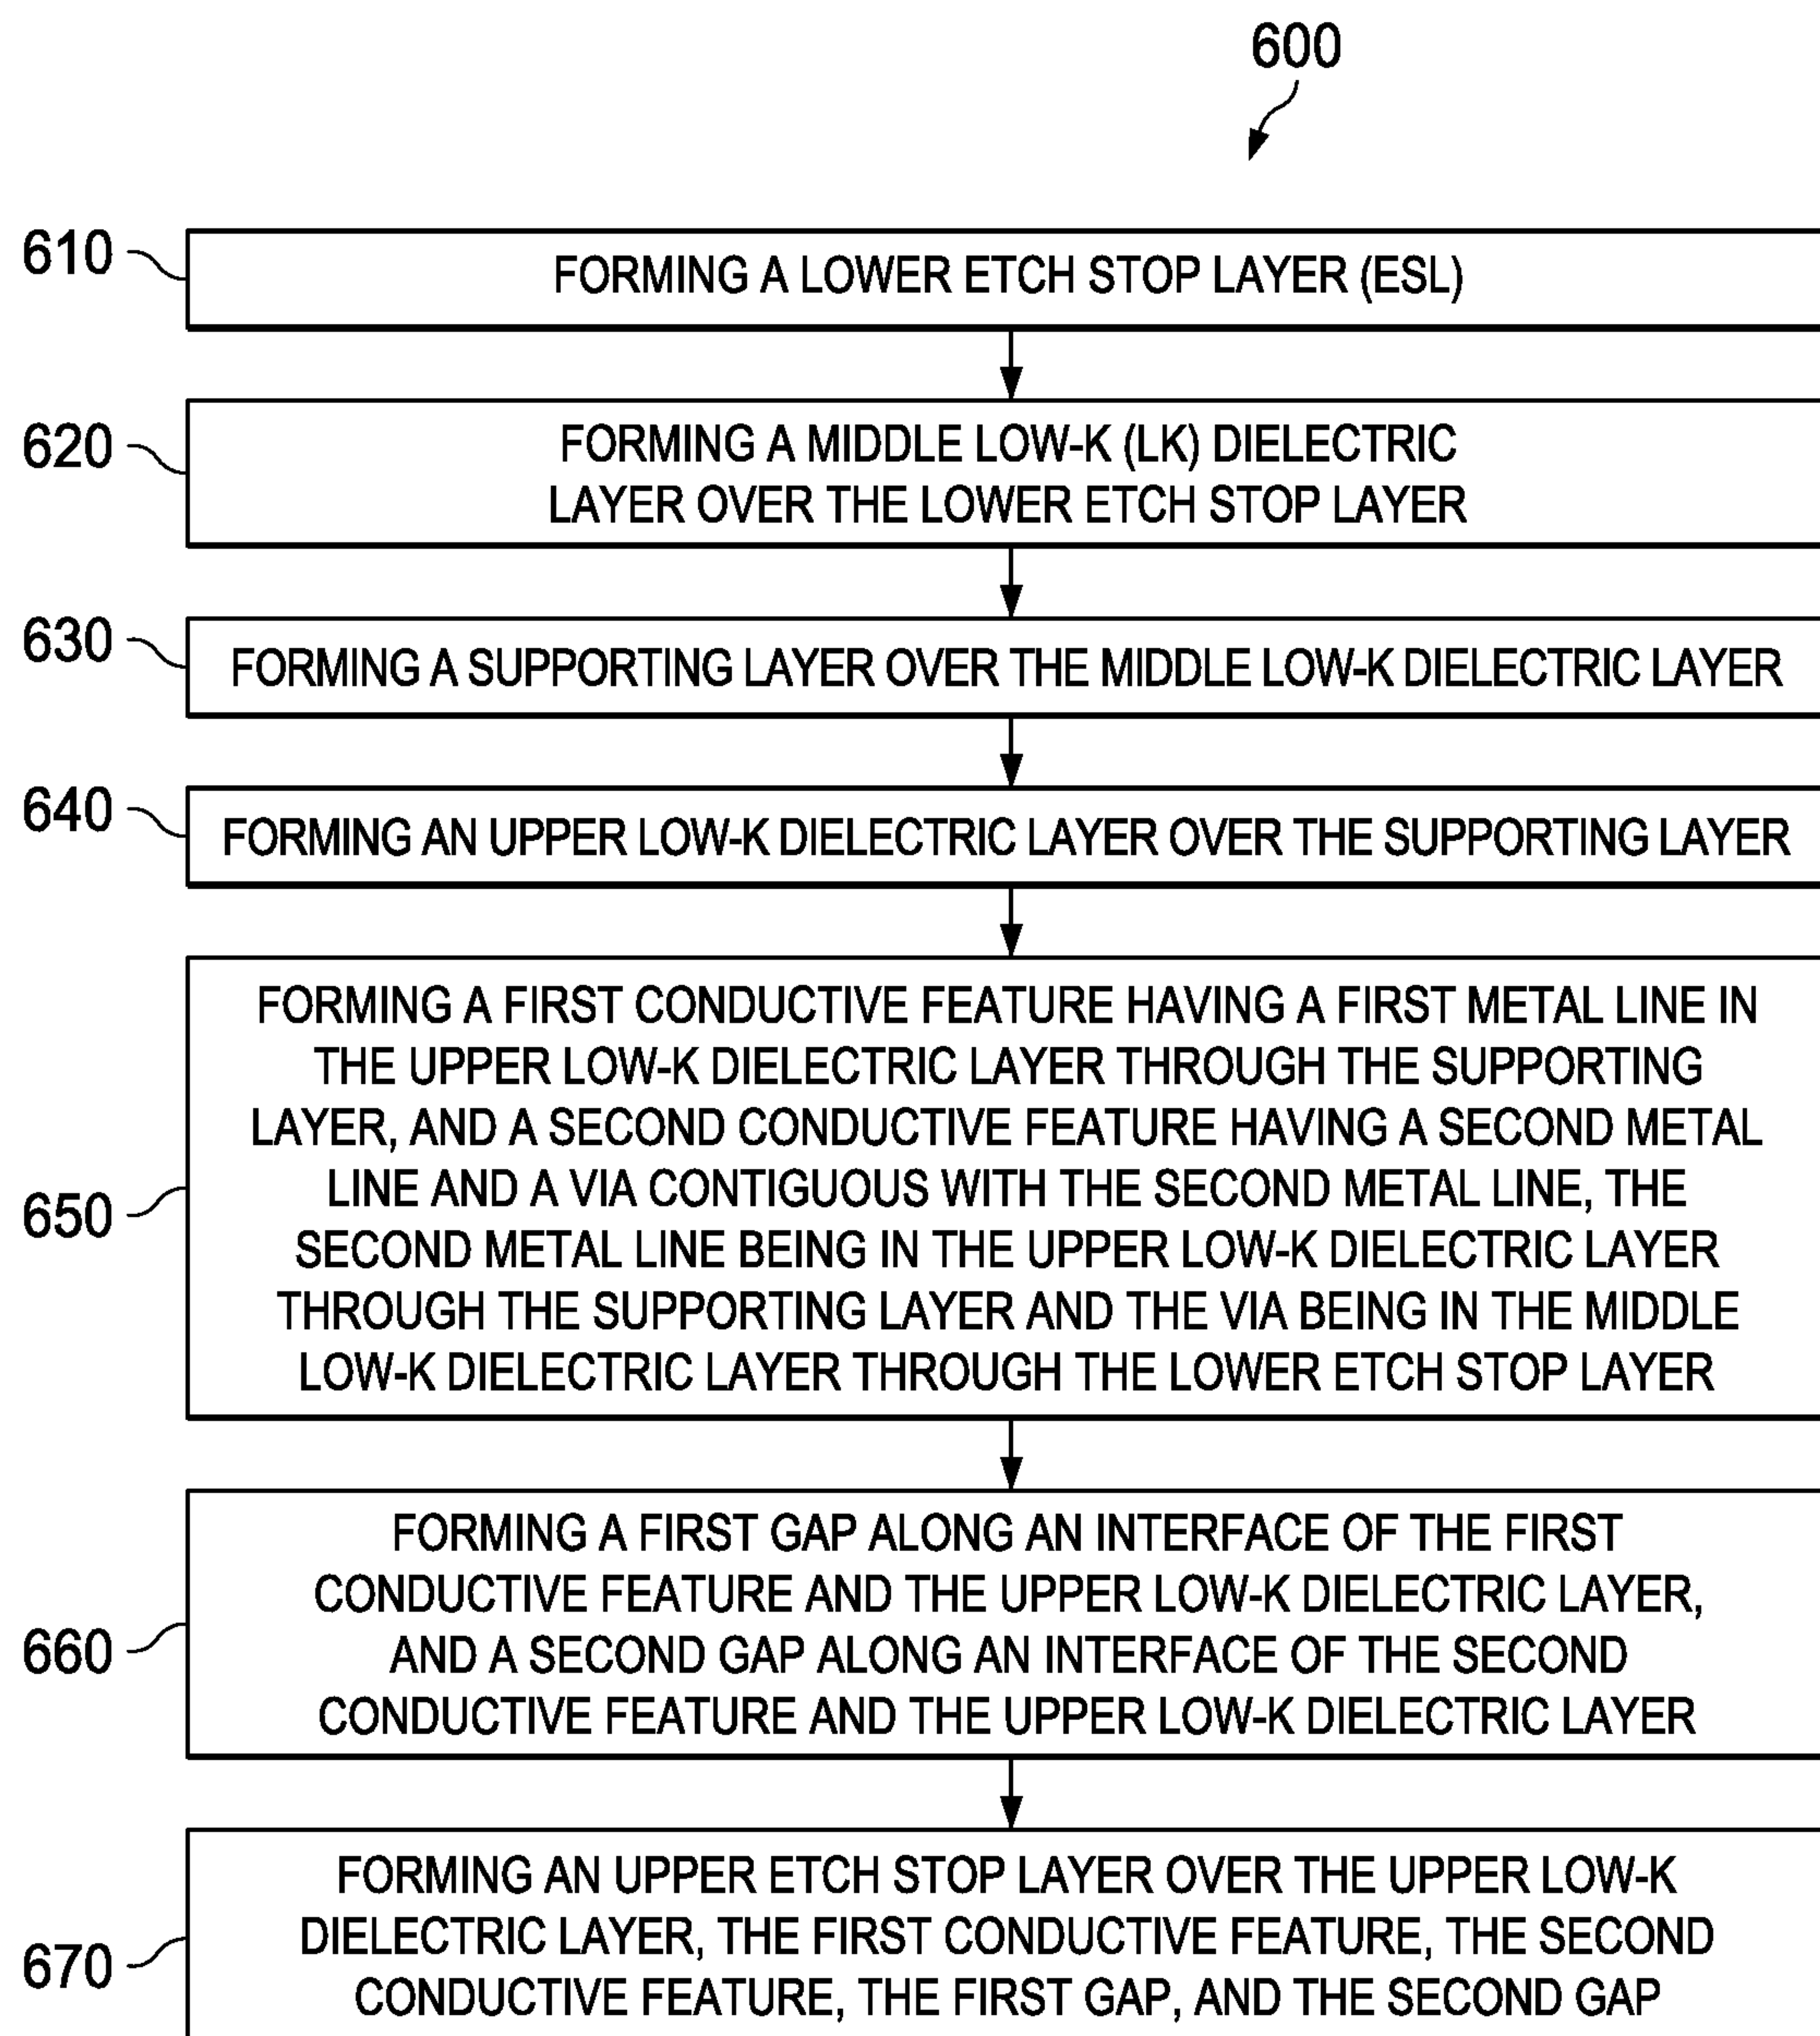 600
610
FORMING A LOWER ETCH STOP LAYER (ESL)
620
FORMING A MIDDLE LOW-K (LK) DIELECTRIC
LAYER OVER THE LOWER ETCH STOP LAYER
630
FORMING A SUPPORTING LAYER OVER THE MIDDLE LOW-K DIELECTRIC LAYER
640
FORMING AN UPPER LOW-K DIELECTRIC LAYER OVER THE SUPPORTING LAYER
650
FORMING A FIRST CONDUCTIVE FEATURE HAVING A FIRST METAL LINE IN
THE UPPER LOW-K DIELECTRIC LAYER THROUGH THE SUPPORTING
LAYER, AND A SECOND CONDUCTIVE FEATURE HAVING A SECOND METAL
LINE AND A VIA CONTIGUOUS WITH THE SECOND METAL LINE, THE
SECOND METAL LINE BEING IN THE UPPER LOW-K DIELECTRIC LAYER
THROUGH THE SUPPORTING LAYER AND THE VIA BEING IN THE MIDDLE
LOW-K DIELECTRIC LAYER THROUGH THE LOWER ETCH STOP LAYER
660
FORMING A FIRST GAP ALONG AN INTERFACE OF THE FIRST
CONDUCTIVE FEATURE AND THE UPPER LOW-K DIELECTRIC LAYER,
AND A SECOND GAP ALONG AN INTERFACE OF THE SECOND
CONDUCTIVE FEATURE AND THE UPPER LOW-K DIELECTRIC LAYER
670
FORMING AN UPPER ETCH STOP LAYER OVER THE UPPER LOW-K
DIELECTRIC LAYER, THE FIRST CONDUCTIVE FEATURE, THE SECOND
CONDUCTIVE FEATURE, THE FIRST GAP, AND THE SECOND GAP